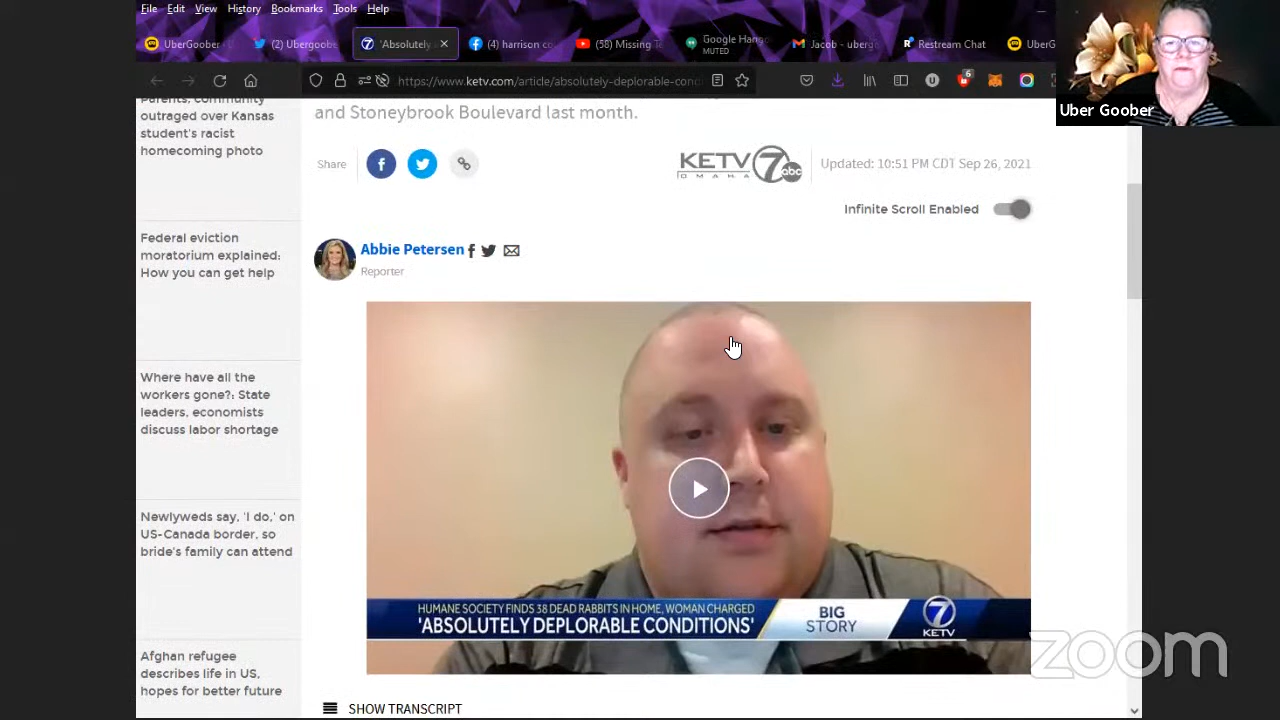 File Edit View History Bookmarks Tools Help
UberGoober
(2) Ubergoobe
'Absolutely
(4) harrison co
(58) Missing
Google Hang
MUTED
Jacob - uberg
Restream Chat
UberG
https://www.ketv.com/article/absolutely-deplorable-con
6
Uber Goober
Parents, community
outraged over Kansas
student's racist
homecoming photo
Federal eviction
moratorium explained:
How you can get help
Where have all the
workers gone?: State
leaders, economists
discuss labor shortage
Newlyweds say, 'I do,' on
US-Canada border, so
bride's family can attend
Afghan refugee
describes life in US,
hopes for better future
and Stoneybrook Boulevard last month.
Share
KETV 7 abc
OMAHA
Updated: 10:51 PM CDT Sep 26, 2021
Infinite Scroll Enabled
Abbie Petersen
Reporter
HUMANE SOCIETY FINDS 38 DEAD RABBITS IN HOME, WOMAN CHARGED
'ABSOLUTELY DEPLORABLE CONDITIONS'
BIG
STORY
7
KETV
zoom
SHOW TRANSCRIPT